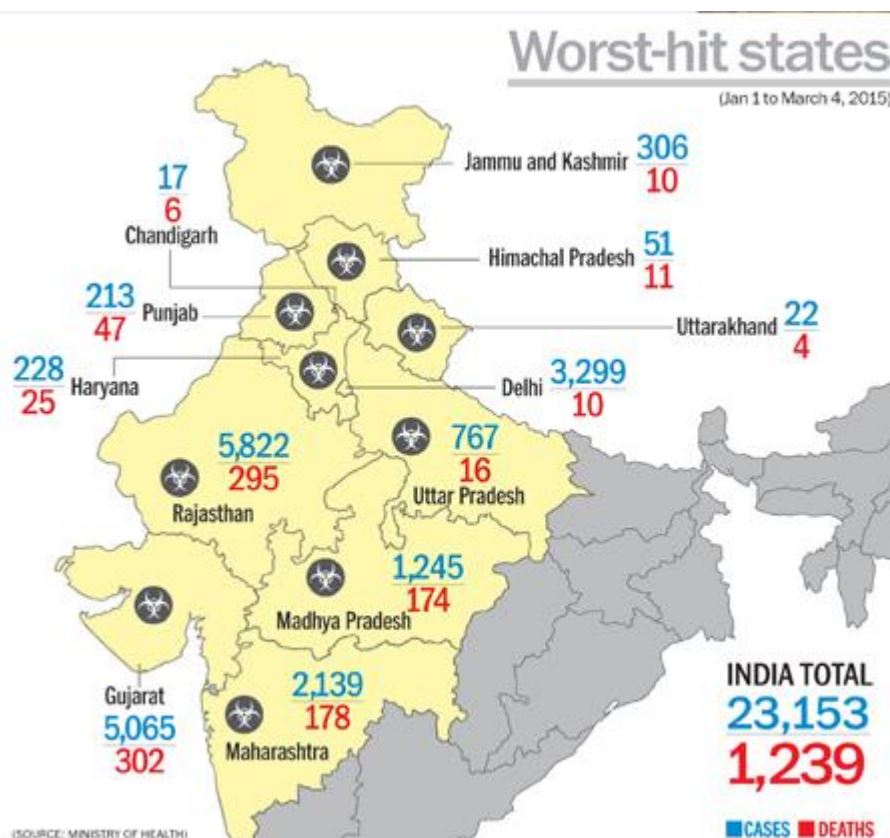 Worst-hit states
(Jan 1 to March 4, 2015)
Jammu and Kashmir 306
10
17
6
Chandigarh
Himachal Pradesh 51
11
213
47
Punjab
Uttarakhand 22
4
228
25
Haryana
Delhi 3,299
10
5,822
295
Rajasthan
767
16
Uttar Pradesh
1,245
174
Madhya Pradesh
Gujarat
5,065
302
2,139
178
Maharashtra
INDIA TOTAL
23,153
1,239
CASES DEATHS
(SOURCE: MINISTRY OF HEALTH)